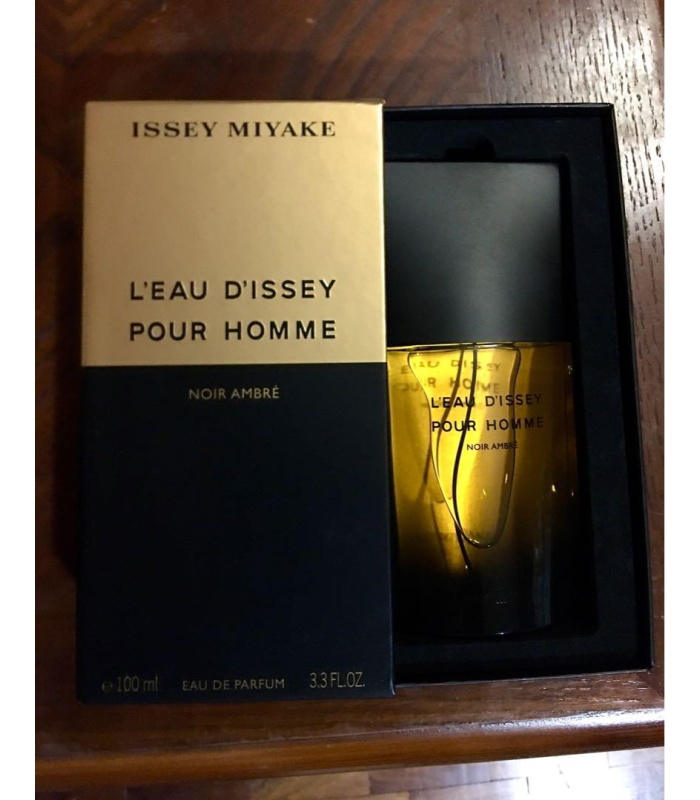 ISSEY MIYAKE
L'EAU D'ISSEY
POUR HOMME
NOIR AMBRÉ
e 100 ml EAU DE PARFUM 3.3 FL.OZ.
L'EAU D'ISSEY
POUR HOMME
NOIR AMBRÉ